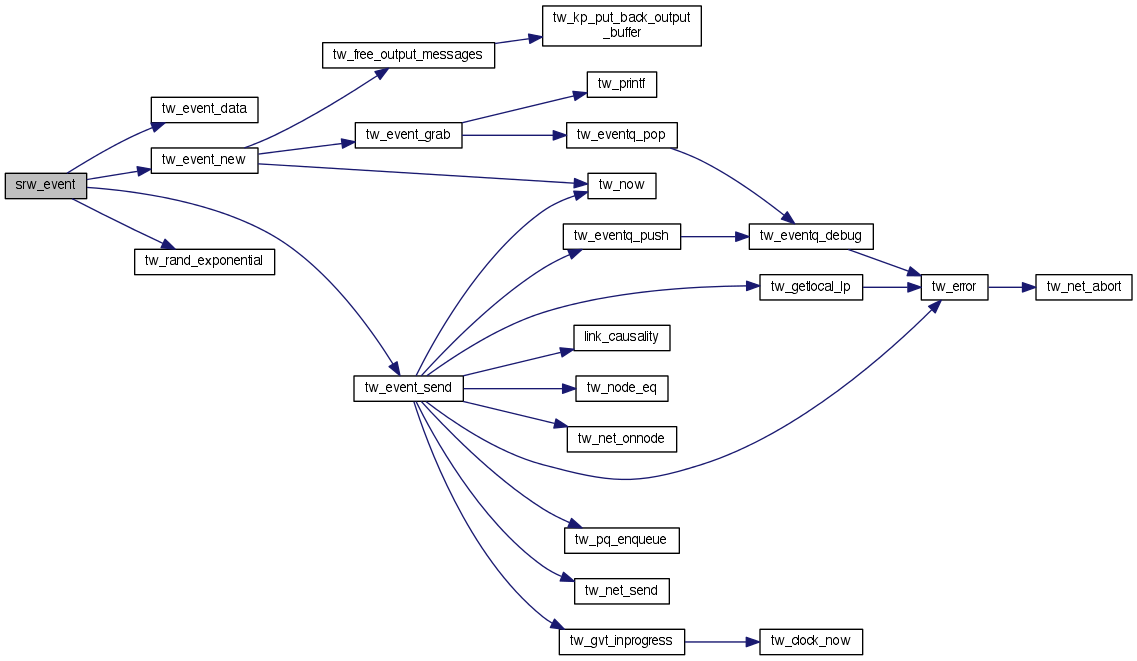 tw_kp_put_back_output
_buffer
tw_free_output_messages
tw_printf
tw_event_data
tw_event_grab
tw_eventq_pop
tw_event_new
srw_event
tw_now
tw_eventq_push
tw_eventq_debug
tw_rand_exponential
tw_getlocal_lp
tw_error
tw_net_abort
link_causality
tw_event_send
tw_node_eq
tw_net_onnode
tw_pq_enqueue
tw_net_send
tw_gvt_inprogress
tw_clock_now